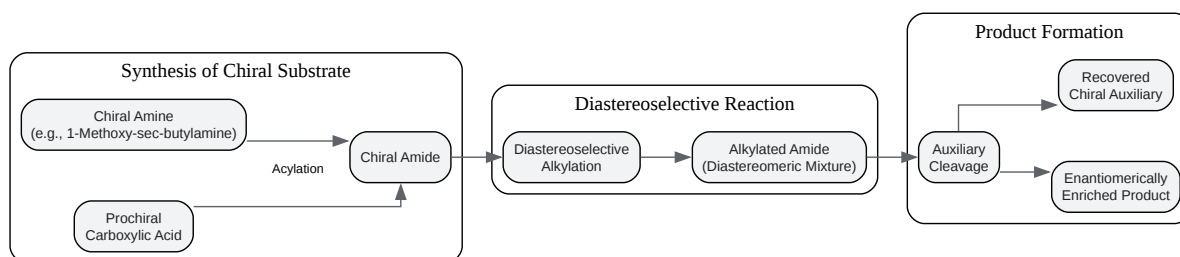 Synthesis of Chiral Substrate
Chiral Amine
(e.g., 1-Methoxy-sec-butylamine)
Acylation
Prochiral
Carboxylic Acid
Chiral Amide
Diastereoselective Reaction
Diastereoselective
Alkylation
Alkylated Amide
(Diastereomeric Mixture)
Product Formation
Auxiliary
Cleavage
Recovered
Chiral Auxiliary
Enantiomerically
Enriched Product